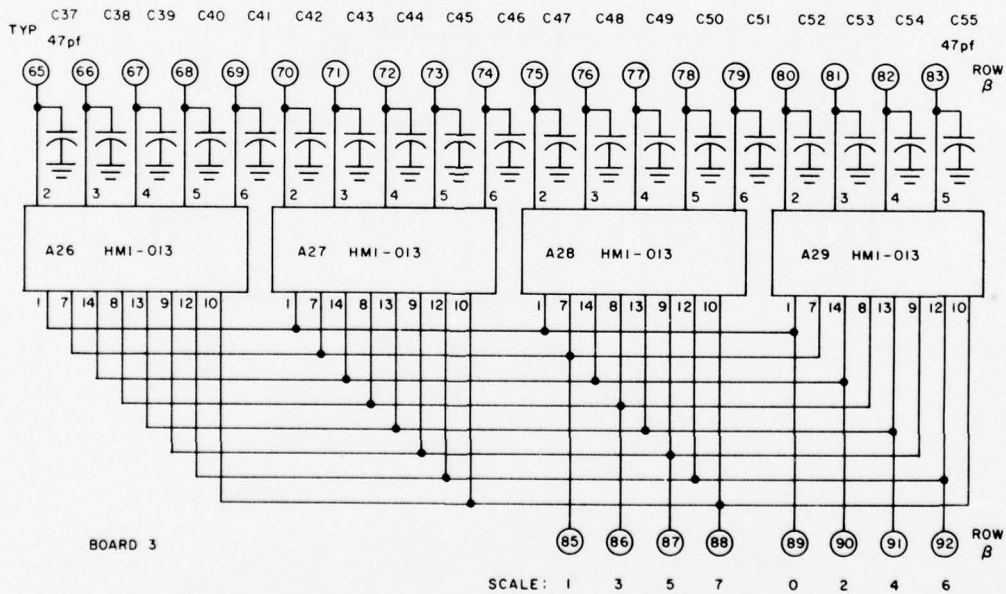 C37 C38 C39 C40 C41 C42 C43 C44 C45 C46 C47 C48 C49 C50 C51 C52 C53 C54 C55
TYP 47pf 47pf
65 66 67 68 69 70 71 72 73 74 75 76 77 78 79 80 81 82 83 ROW β
2 3 4 5 6 2 3 4 5 6 2 3 4 5 6 2 3 4 5
A26 HMI-013 A27 HMI-013 A28 HMI-013 A29 HMI-013
1 7 14 8 13 9 12 10 1 7 14 8 13 9 12 10 1 7 14 8 13 9 12 10 1 7 14 8 13 9 12 10
BOARD 3 85 86 87 88 89 90 91 92 ROW β
SCALE: 1 3 5 7 0 2 4 6